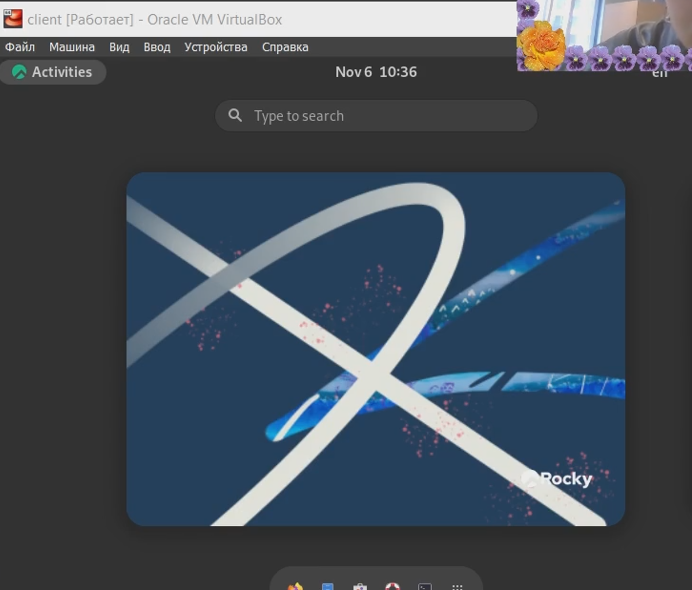 client [Работает] - Oracle VM VirtualBox
Файл Машина Вид Ввод Устройства Справка
Activities Nov 6 10:36
Type to search
Rocky